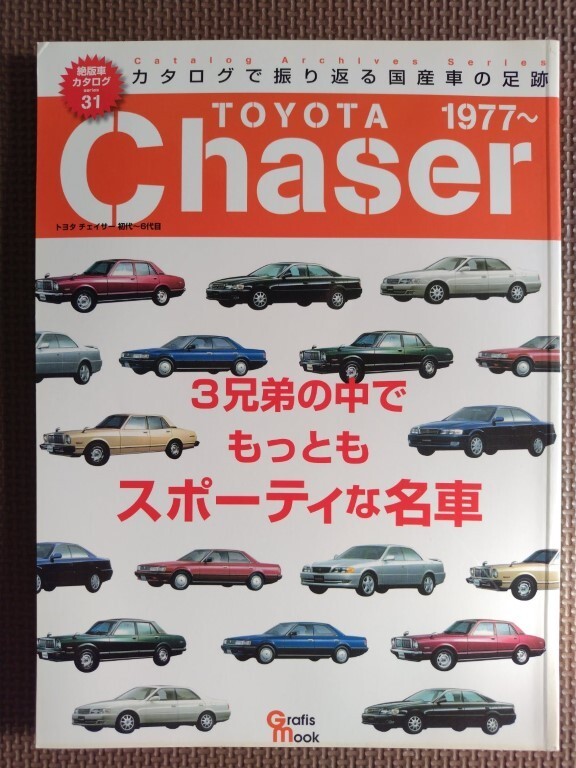 Catalog Archives Series
カタログで振り返る国産車の足跡
絶版車
カタログ
series
31
TOYOTA 1977~
Chaser
トヨタ チェイサー 初代~6代目
3兄弟の中で
もっとも
スポーティな名車
Grafis
Mook